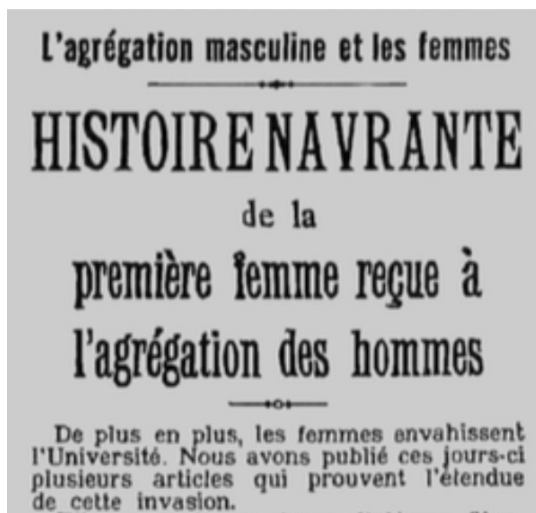 L'agrégation masculine et les femmes
HISTOIRE NAVRANTE
de la
première femme reçue à
l'agrégation des hommes
De plus en plus, les femmes envahissent
l'Université. Nous avons publié ces jours-ci
plusieurs articles qui prouvent l'étendue
de cette invasion.